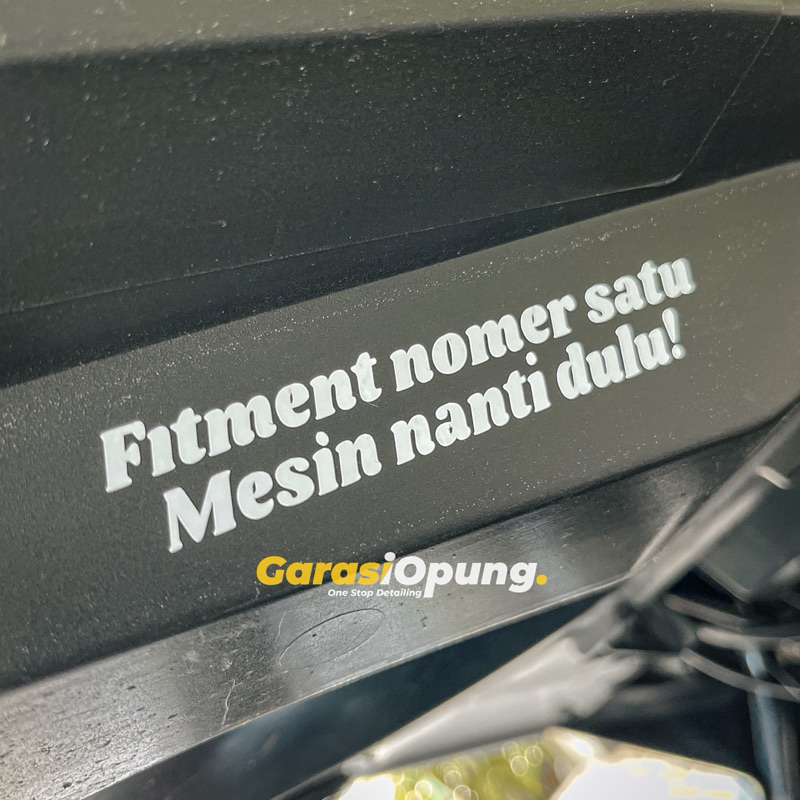 Fitment nomer satu
Mesin nanti dulu!
GarasiOpung.
One Stop Detailing